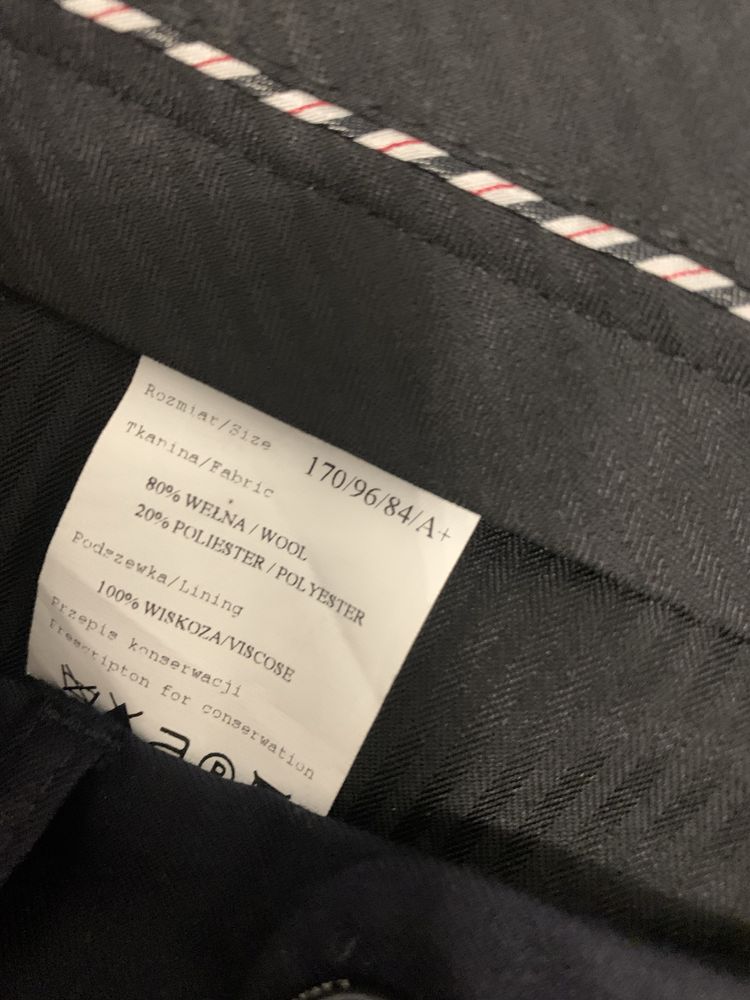 Rozmiar/Size
170/96/84/A+
Tkanina/Fabric
80% WEŁNA / WOOL
20% POLIESTER / POLYESTER
Podszewka/Lining
100% WISKOZA/VISCOSE
Przepis konserwacji
Prescripton for conserwation
P